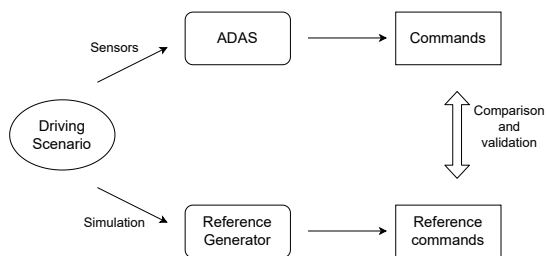 Sensors
ADAS
Commands
Driving
Scenario
Comparison
and
validation
Simulation
Reference
Generator
Reference
commands